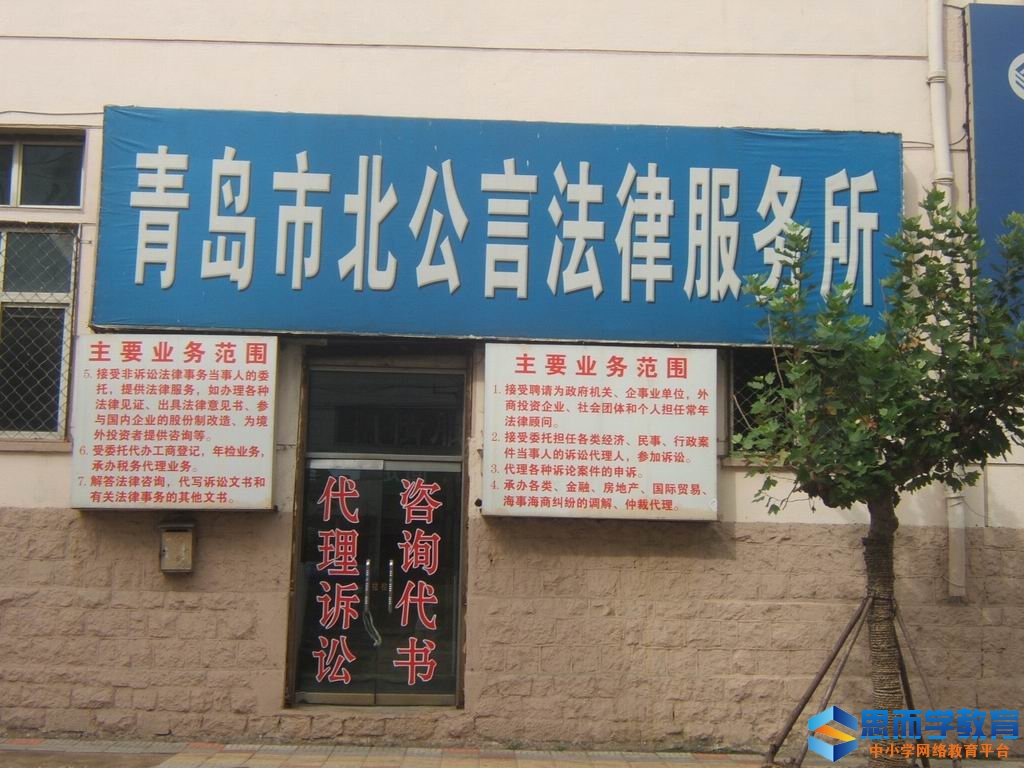 青岛市北公言法律服务所
主要业务范围
5.接受非诉讼法律事务当事人的委
托，提供法律服务，如办理各种
法律见证、出具法律意见书、参
与国内企业的股份制改造、为境
外投资者提供咨询等。
6.受委托代办工商登记，年检业务，
承办税务代理业务。
7.解答法律咨询，代写诉讼文书和
有关法律事务的其他文书。
主要业务范围
1.接受聘请为政府机关、企事业单位，外
商投资企业、社会团体和个人担任常年
法律顾问。
2.接受委托担任各类经济、民事、行政案
件当事人的诉讼代理人，参加诉讼。
3.代理各种诉论案件的申诉。
4.承办各类、金融、房地产、国际贸易、
海事海商纠纷的调解、仲裁代理。
代理诉讼
咨询代书
思而学教育
中小学网络教育平台